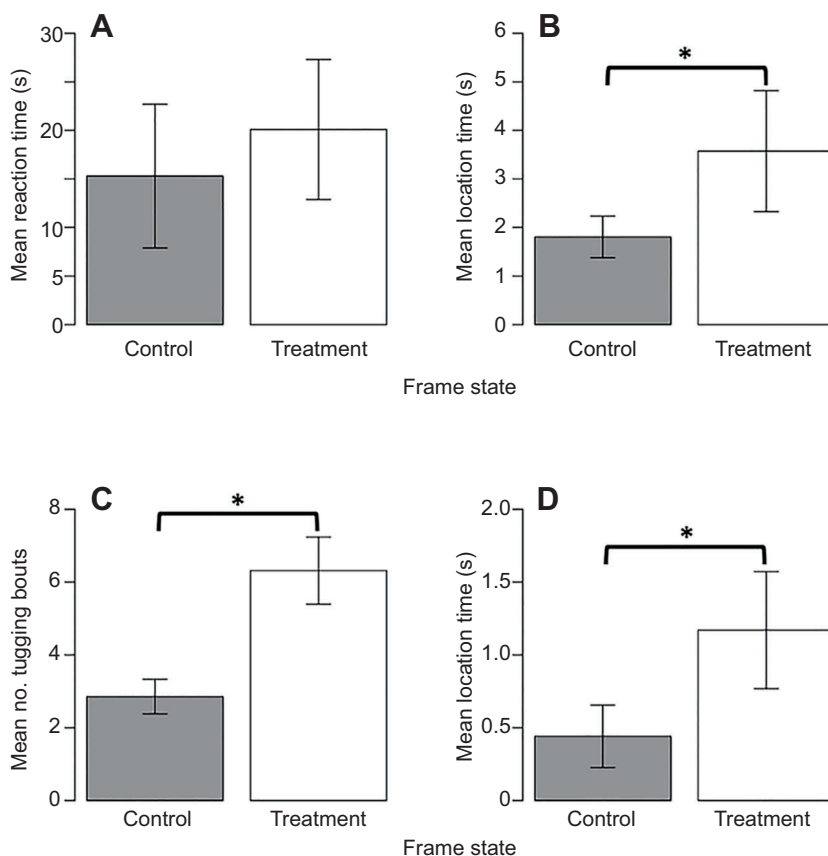 A
Mean reaction time (s)
30
20
10
5
0
Control
Treatment
B
*
Mean location time (s)
6
5
4
3
2
1
0
Control
Treatment
Frame state
C
*
Mean no. tugging bouts
8
6
4
2
0
Control
Treatment
D
*
Mean location time (s)
2.0
1.5
1.0
0.5
0
Control
Treatment
Frame state